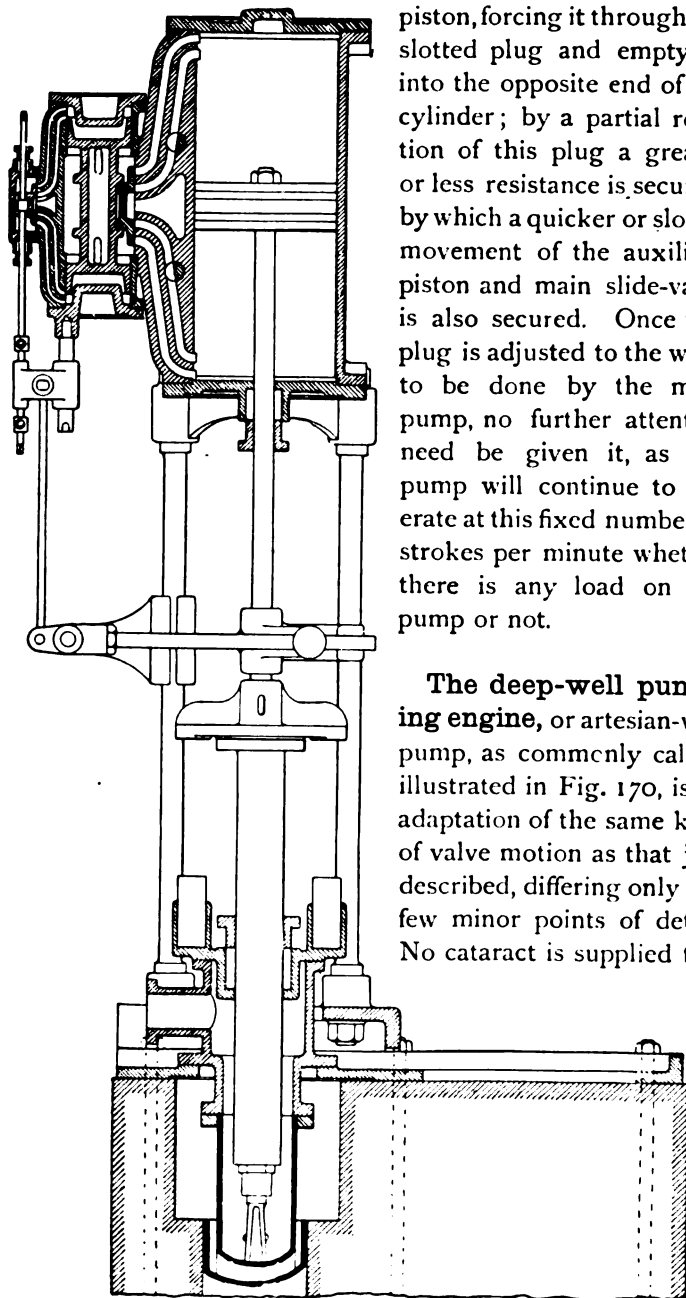 piston, forcing it through
slotted plug and empty
into the opposite end of
cylinder; by a partial ro
tion of this plug a grea
or less resistance is secu
by which a quicker or slo
movement of the auxili
piston and main slide-va
is also secured. Once
plug is adjusted to the w
to be done by the m
pump, no further attent
need be given it, as
pump will continue to
erate at this fixed number
strokes per minute whet
there is any load on
pump or not.
The deep-well pum
ing engine, or artesian-w
pump, as commcnly cal
illustrated in Fig. 170, is
adaptation of the same k
of valve motion as that j
described, differing only
few minor points of det
No cataract is supplied t